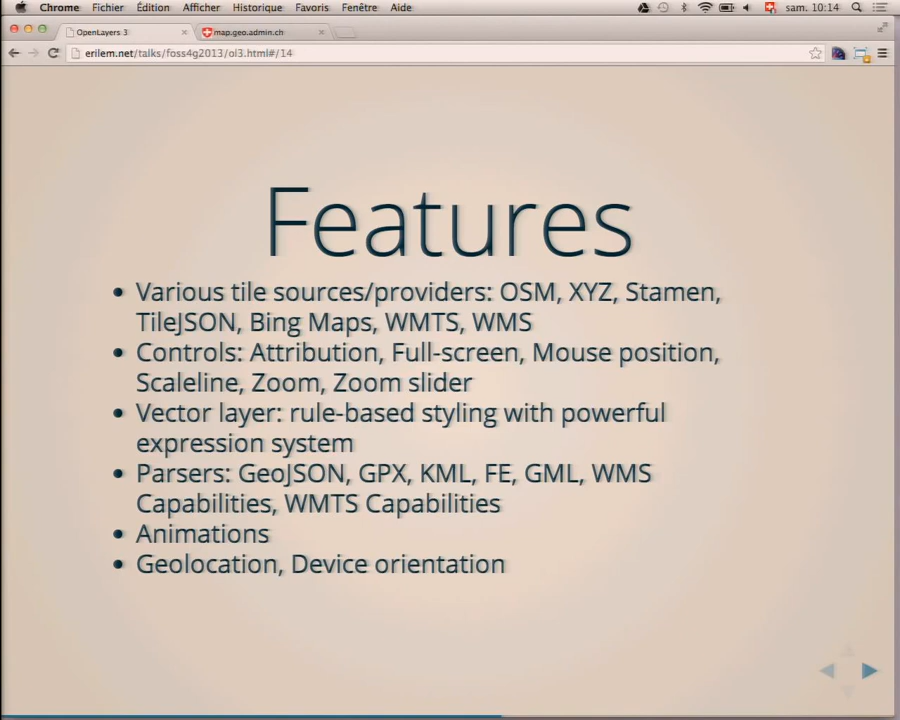 Chrome Fichier Édition Afficher Historique Favoris Fenêtre Aide sam. 10:14
OpenLayers 3 map.geo.admin.ch
erilem.net/talks/foss4g2013/ol3.html#/14
Features
• Various tile sources/providers: OSM, XYZ, Stamen,
TileJSON, Bing Maps, WMTS, WMS
• Controls: Attribution, Full-screen, Mouse position,
Scaleline, Zoom, Zoom slider
• Vector layer: rule-based styling with powerful
expression system
• Parsers: GeoJSON, GPX, KML, FE, GML, WMS
Capabilities, WMTS Capabilities
• Animations
• Geolocation, Device orientation